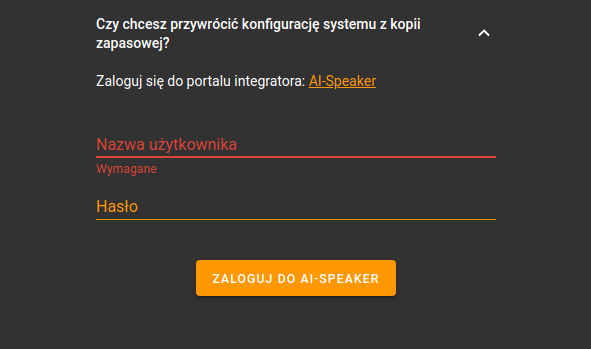 Czy chcesz przywrócić konfigurację systemu z kopii
zapasowej?
Zaloguj się do portalu integratora: AI-Speaker
Nazwa użytkownika
Wymagane
Hasło
ZALOGUJ DO AI-SPEAKER